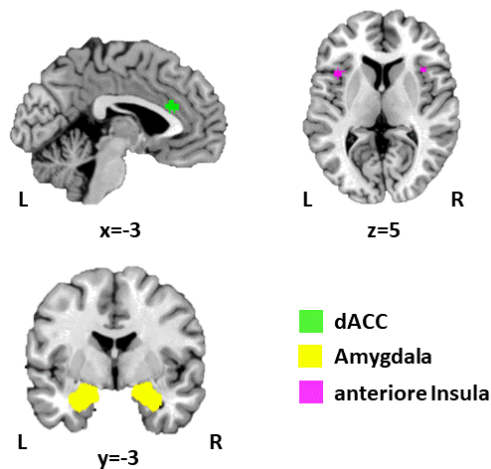 L
x=-3
L R
z=5
L R
y=-3
dACC
Amygdala
anteriore Insula